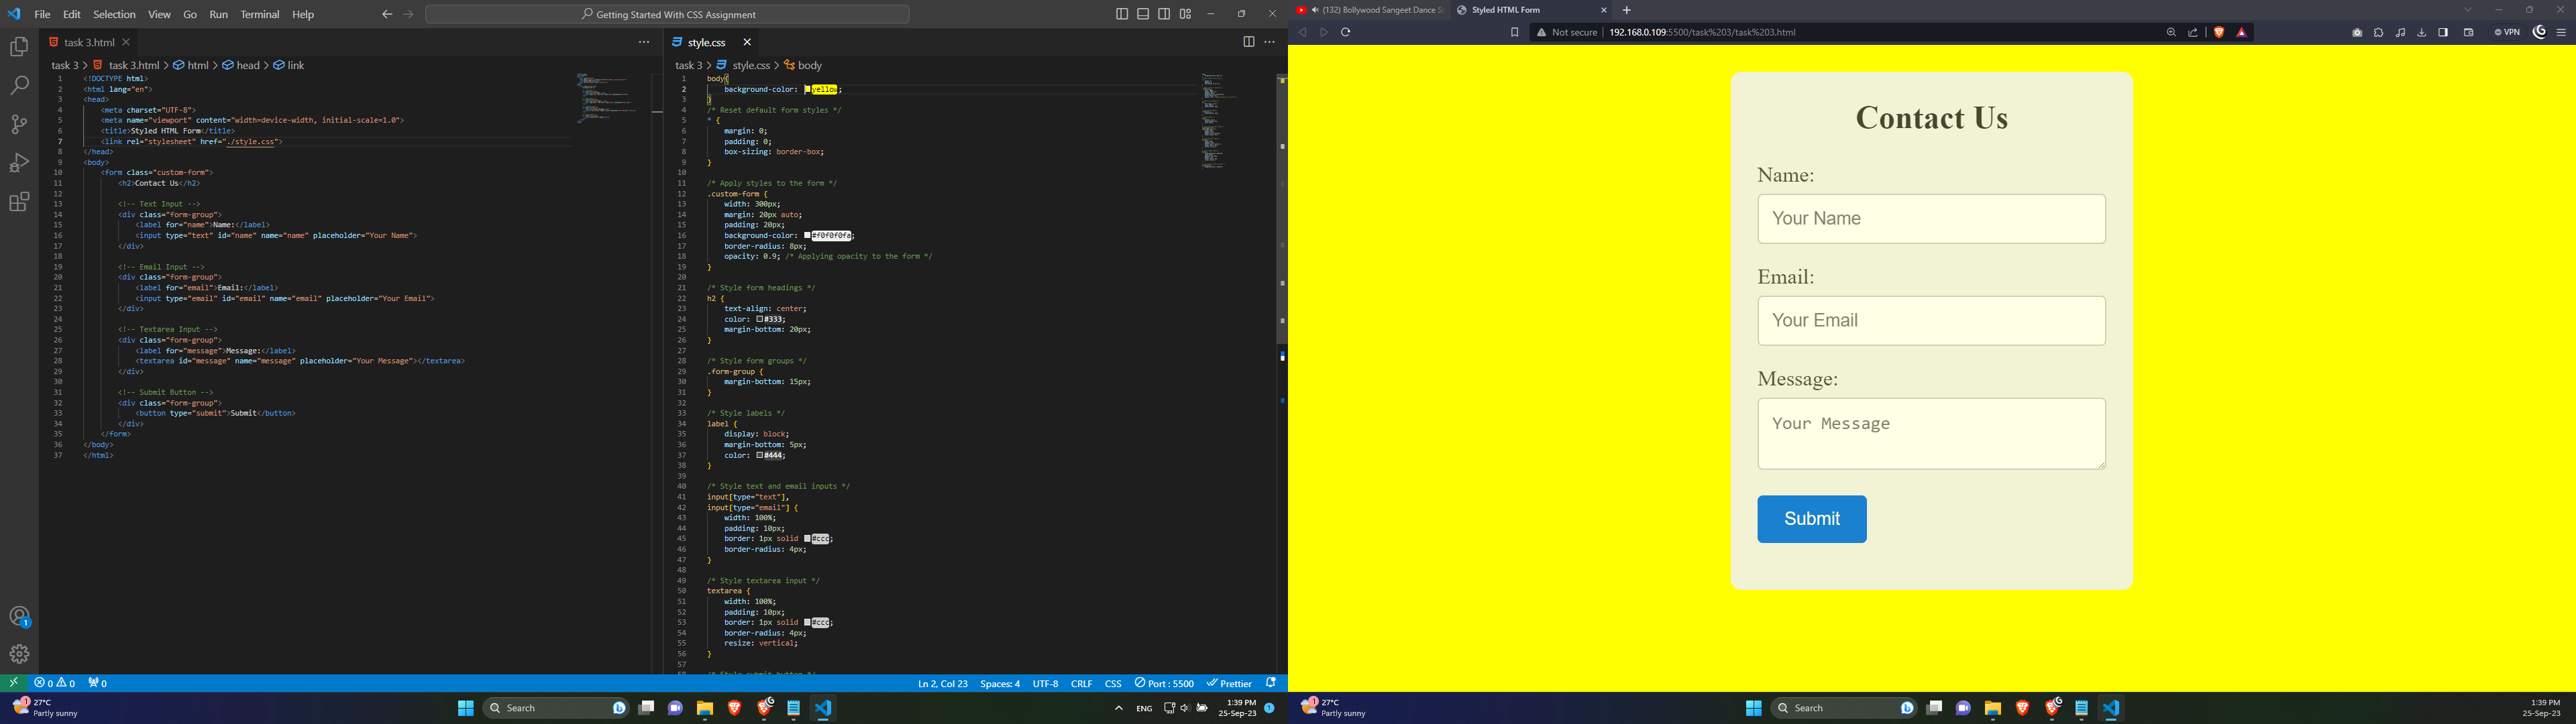 File Edit Selection View Go Run Terminal Help
Getting Started With CSS Assignment
task 3.html
task 3 > task 3.html > html > head > link
1 <!DOCTYPE html>
2 <html lang="en">
3 <head>
4 <meta charset="UTF-8">
5 <meta name="viewport" content="width=device-width, initial-scale=1.0">
6 <title>Styled HTML Form</title>
7 <link rel="stylesheet" href="./style.css">
8 </head>
9 <body>
10 <form class="custom-form">
11 <h2>Contact Us</h2>
12
13 <!-- Text Input -->
14 <div class="form-group">
15 <label for="name">Name:</label>
16 <input type="text" id="name" name="name" placeholder="Your Name">
17 </div>
18
19 <!-- Email Input -->
20 <div class="form-group">
21 <label for="email">Email:</label>
22 <input type="email" id="email" name="email" placeholder="Your Email">
23 </div>
24
25 <!-- Textarea Input -->
26 <div class="form-group">
27 <label for="message">Message:</label>
28 <textarea id="message" name="message" placeholder="Your Message"></textarea>
29 </div>
30
31 <!-- Submit Button -->
32 <div class="form-group">
33 <button type="submit">Submit</button>
34 </div>
35 </form>
36 </body>
37 </html>
style.css
task 3 > style.css > body
1 body{
2 background-color: yellow;
3 }
4 /* Reset default form styles */
5 * {
6 margin: 0;
7 padding: 0;
8 box-sizing: border-box;
9 }
10
11 /* Apply styles to the form */
12 .custom-form {
13 width: 300px;
14 margin: 20px auto;
15 padding: 20px;
16 background-color: #f0f0f0fa;
17 border-radius: 8px;
18 opacity: 0.9; /* Applying opacity to the form */
19 }
20
21 /* Style form headings */
22 h2 {
23 text-align: center;
24 color: #333;
25 margin-bottom: 20px;
26 }
27
28 /* Style form groups */
29 .form-group {
30 margin-bottom: 15px;
31 }
32
33 /* Style labels */
34 label {
35 display: block;
36 margin-bottom: 5px;
37 color: #444;
38 }
39
40 /* Style text and email inputs */
41 input[type="text"],
42 input[type="email"] {
43 width: 100%;
44 padding: 10px;
45 border: 1px solid #ccc;
46 border-radius: 4px;
47 }
48
49 /* Style textarea input */
50 textarea {
51 width: 100%;
52 padding: 10px;
53 border: 1px solid #ccc;
54 border-radius: 4px;
55 resize: vertical;
56 }
57
58 /* Style submit button */
1
0 0 0
Ln 2, Col 23 Spaces: 4 UTF-8 CRLF CSS Port : 5500 Prettier
1
27°C
Partly sunny
Search
ENG
1:39 PM
25-Sep-23
1
(132) Bollywood Sangeet Dance S
Styled HTML Form
Not secure 192.168.0.109:5500/task%203/task%203.html
VPN
Contact Us
Name:
Your Name
Email:
Your Email
Message:
Your Message
Submit
1
27°C
Partly sunny
Search
1:39 PM
25-Sep-23